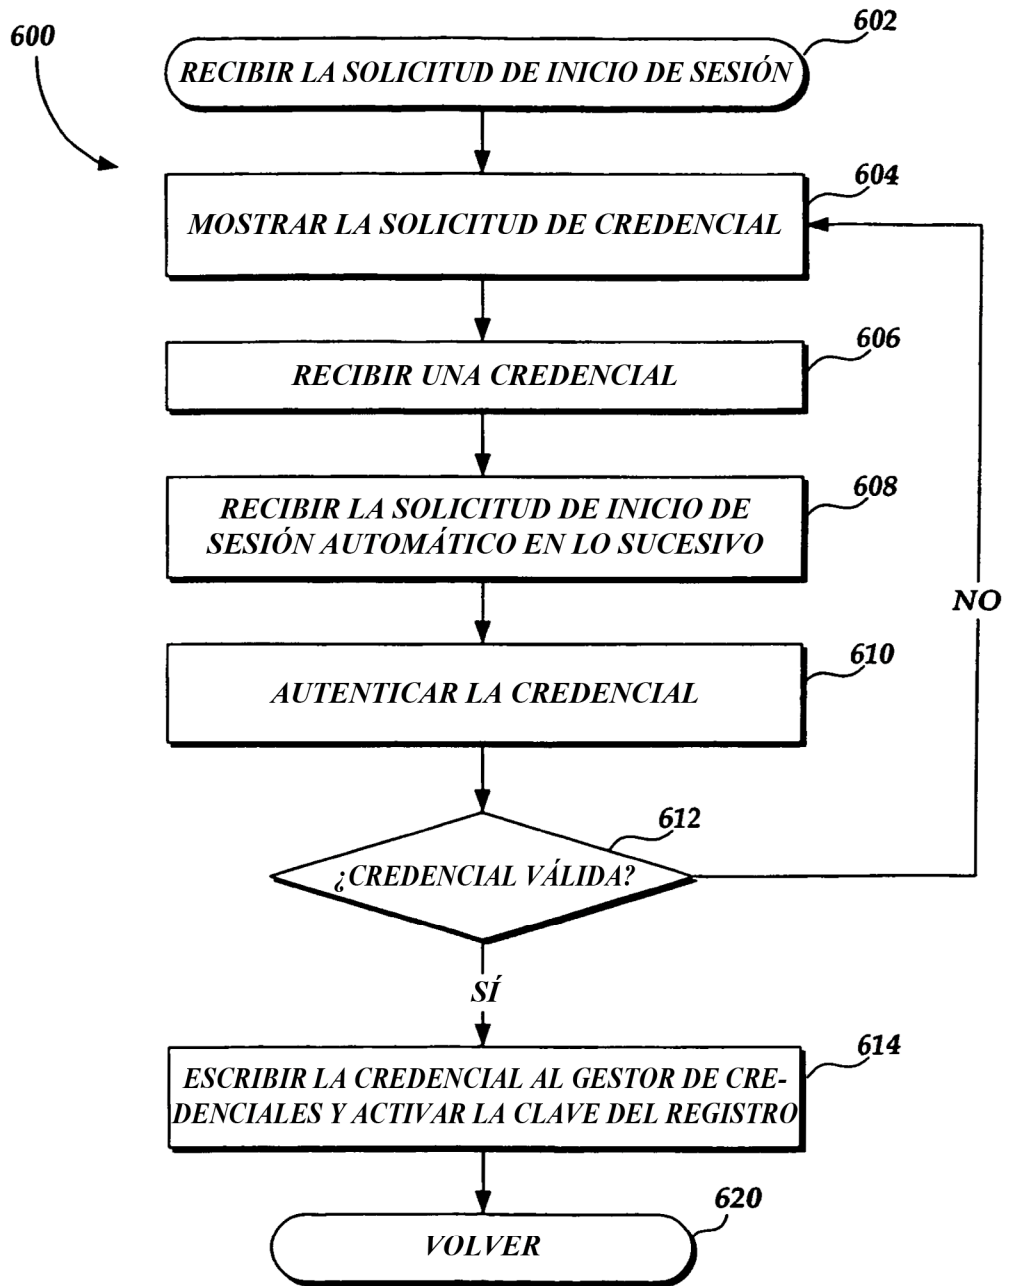 600
602
RECIBIR LA SOLICITUD DE INICIO DE SESIÓN
604
MOSTRAR LA SOLICITUD DE CREDENCIAL
606
RECIBIR UNA CREDENCIAL
608
RECIBIR LA SOLICITUD DE INICIO DE
SESIÓN AUTOMÁTICO EN LO SUCESIVO
NO
610
AUTENTICAR LA CREDENCIAL
612
¿CREDENCIAL VÁLIDA?
SÍ
614
ESCRIBIR LA CREDENCIAL AL GESTOR DE CRE-
DENCIALES Y ACTIVAR LA CLAVE DEL REGISTRO
620
VOLVER